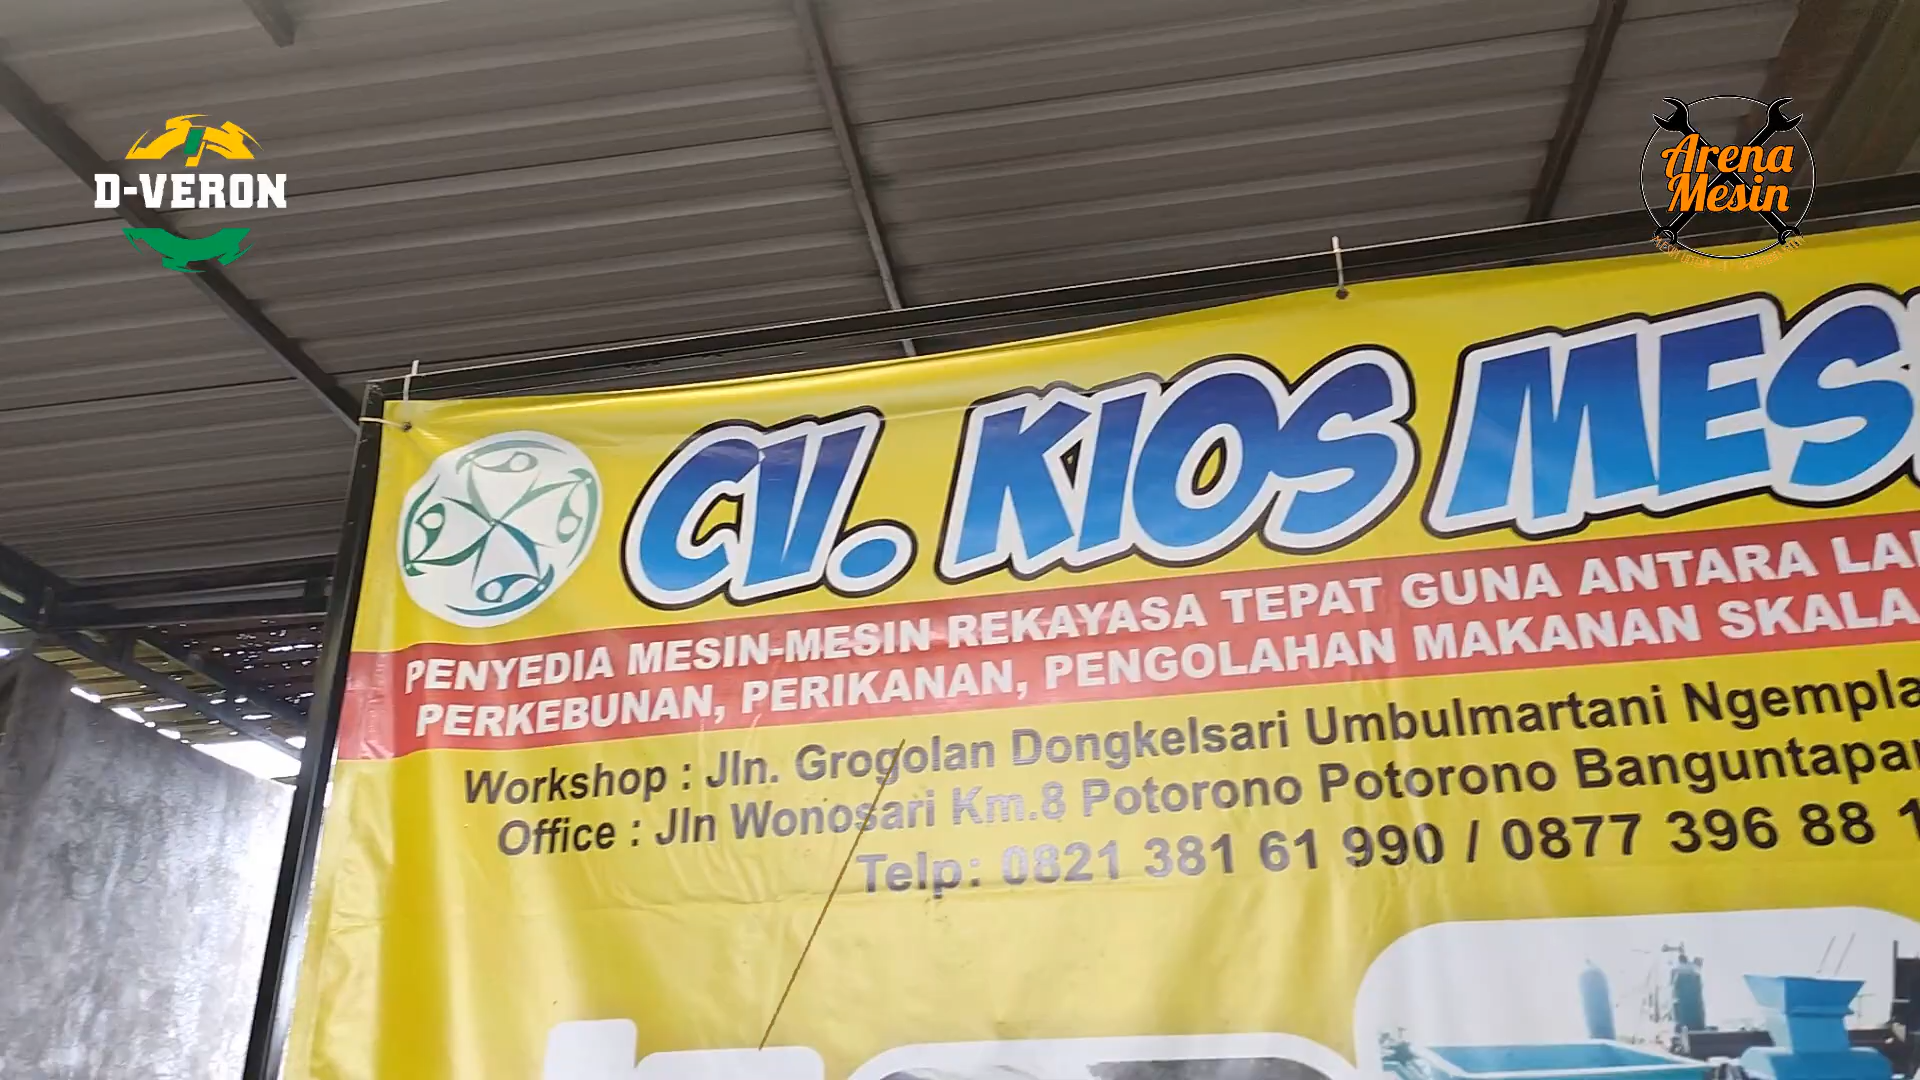 D-VERON
Arena
Mesin
CV. KIOS MES
PENYEDIA MESIN-MESIN REKAYASA TEPAT GUNA ANTARA LA
PERKEBUNAN, PERIKANAN, PENGOLAHAN MAKANAN SKALA
Workshop : Jln. Grogolan Dongkelsari Umbulmartani Ngempla
Office : Jln Wonosari Km.8 Potorono Potorono Banguntapa
Telp: 0821 381 61 990 / 0877 396 88 1